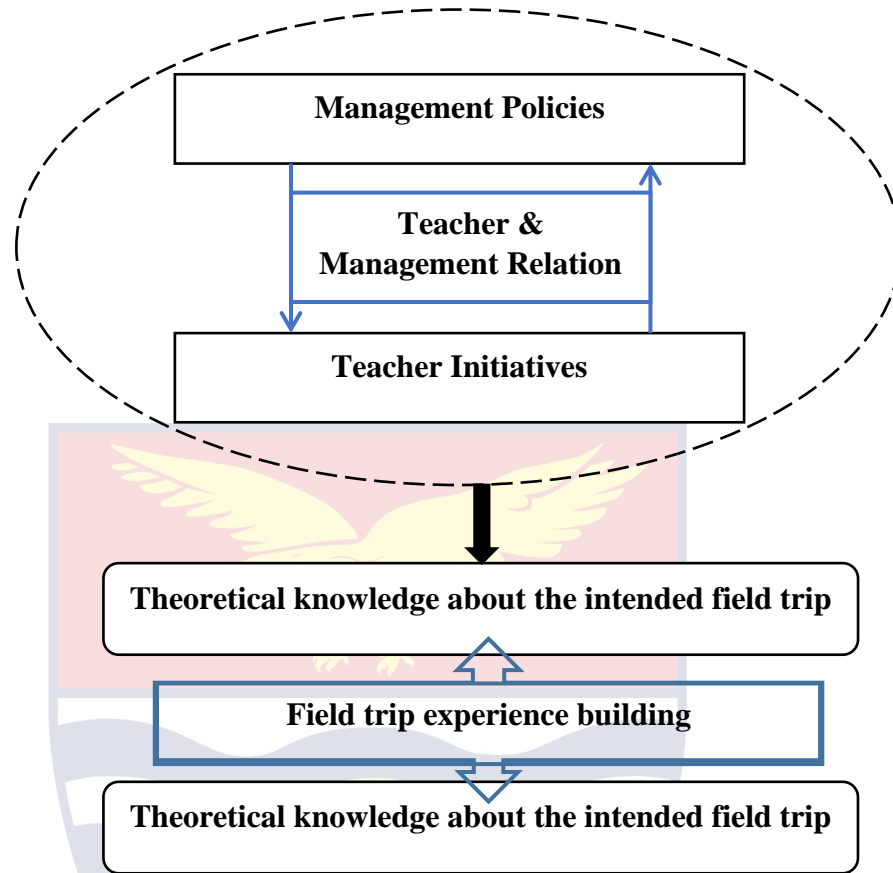 Management Policies
Teacher &
Management Relation
Teacher Initiatives
Theoretical knowledge about the intended field trip
Field trip experience building
Theoretical knowledge about the intended field trip